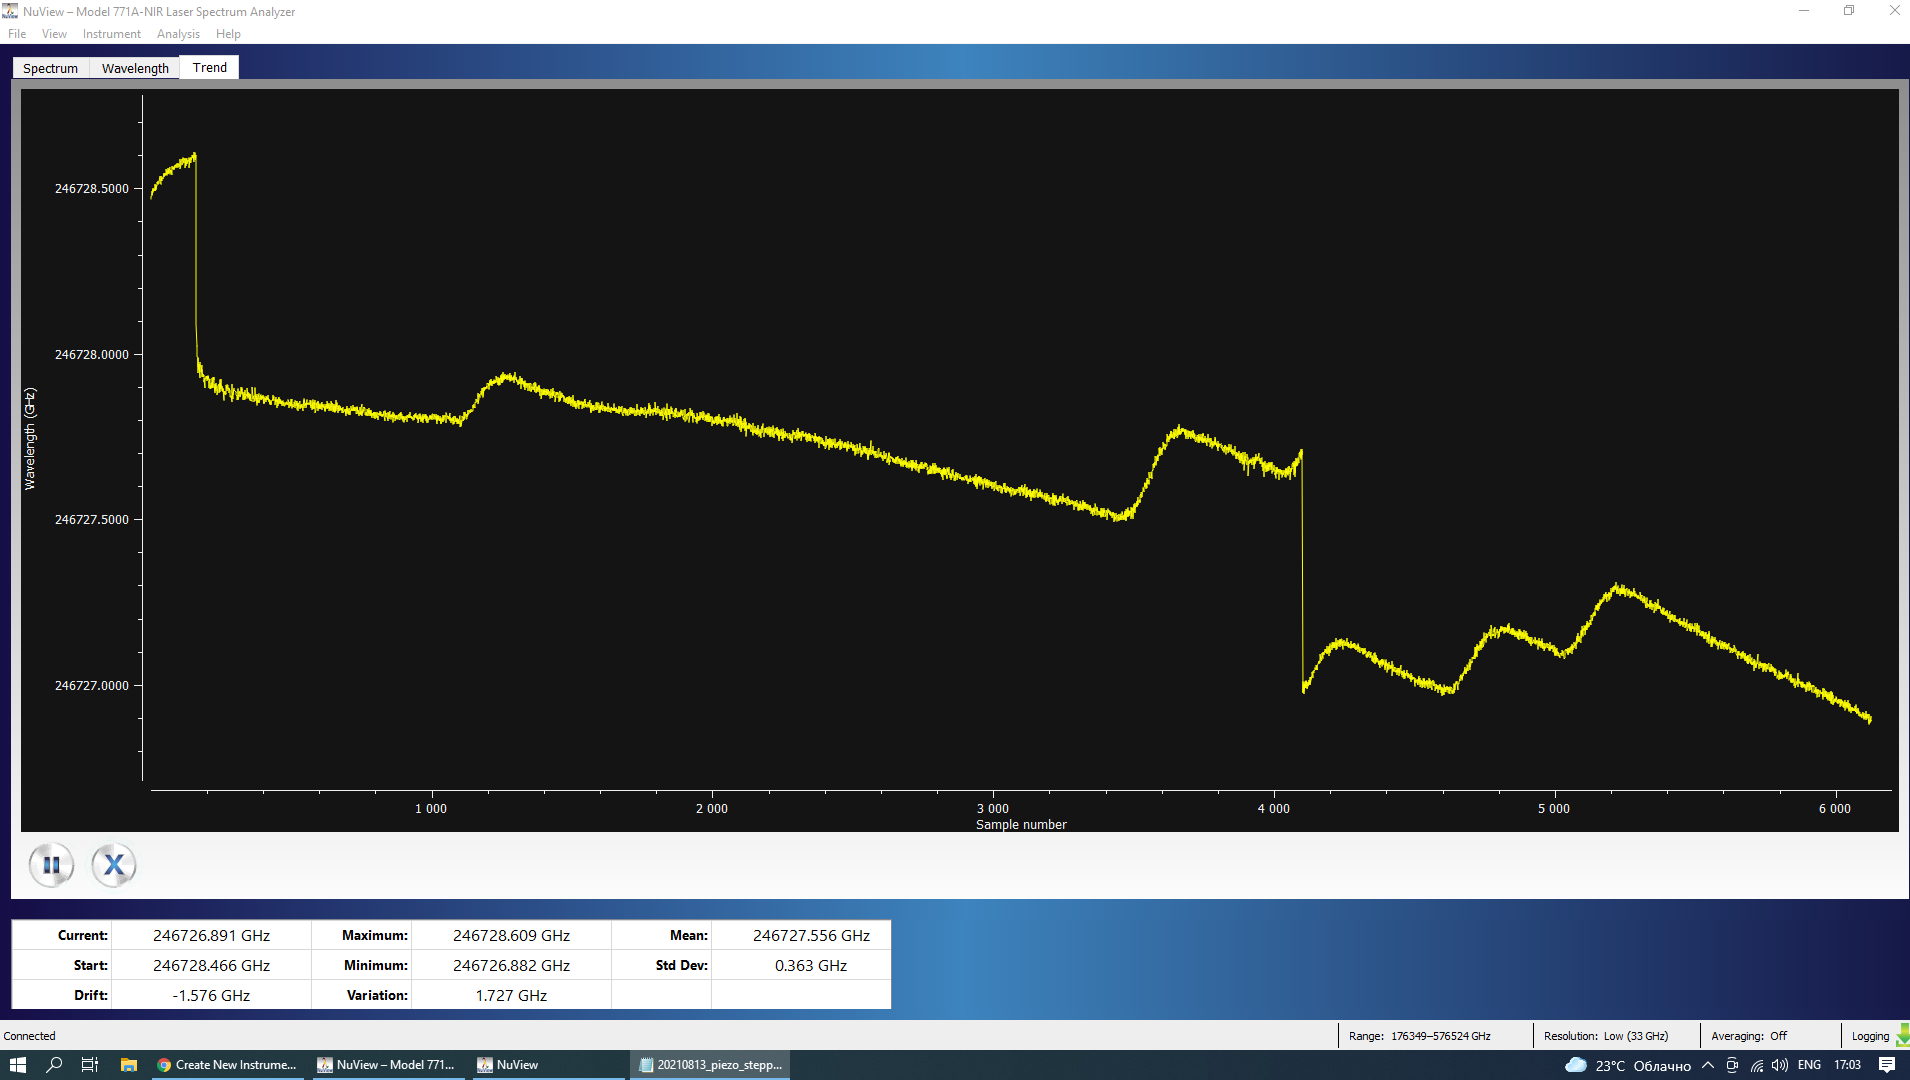 NuView – Model 771A-NIR Laser Spectrum Analyzer
File View Instrument Analysis Help
Spectrum Wavelength Trend
246728.5000
246728.0000
246727.5000
246727.0000
Wavelength (GHz)
1 000 2 000 3 000 4 000 5 000 6 000
Sample number
Current: 246726.891 GHz Maximum: 246728.609 GHz Mean: 246727.556 GHz
Start: 246728.466 GHz Minimum: 246726.882 GHz Std Dev: 0.363 GHz
Drift: -1.576 GHz Variation: 1.727 GHz
Connected Range: 176349–576524 GHz Resolution: Low (33 GHz) Averaging: Off Logging
Create New Instrume... NuView – Model 771... NuView 20210813_piezo_stepp... 23°C Облачно ENG 17:03